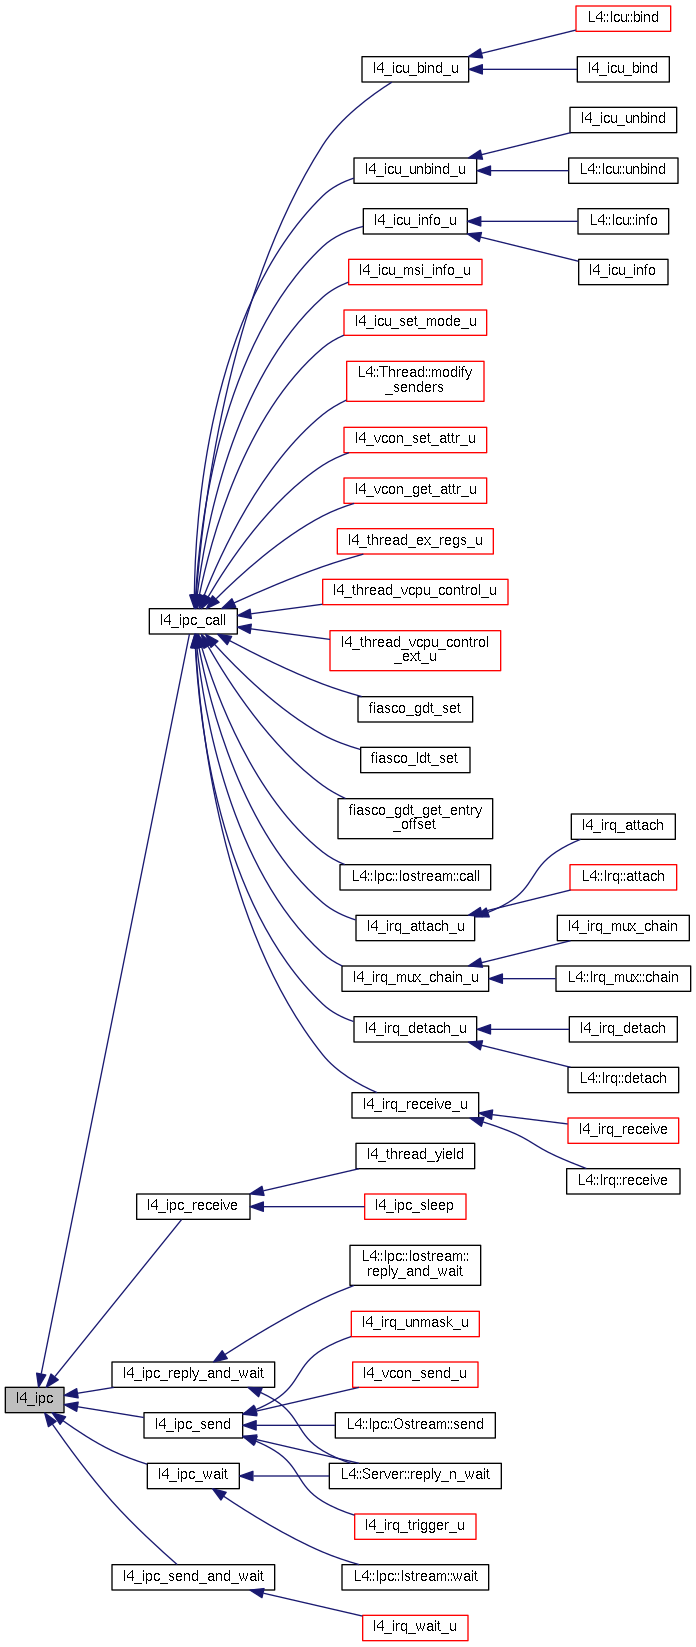 L4::Icu::bind
l4_icu_bind_u
l4_icu_bind
l4_icu_unbind
l4_icu_unbind_u
L4::Icu::unbind
l4_icu_info_u
L4::Icu::info
l4_icu_info
l4_icu_msi_info_u
l4_icu_set_mode_u
L4::Thread::modify
_senders
l4_vcon_set_attr_u
l4_vcon_get_attr_u
l4_thread_ex_regs_u
l4_thread_vcpu_control_u
l4_ipc_call
l4_thread_vcpu_control
_ext_u
fiasco_gdt_set
fiasco_ldt_set
fiasco_gdt_get_entry
_offset
l4_irq_attach
L4::Ipc::Iostream::call
L4::Irq::attach
l4_irq_attach_u
l4_irq_mux_chain
l4_irq_mux_chain_u
L4::Irq_mux::chain
l4_irq_detach_u
l4_irq_detach
L4::Irq::detach
l4_irq_receive_u
l4_irq_receive
l4_thread_yield
L4::Irq::receive
l4_ipc_receive
l4_ipc_sleep
L4::Ipc::Iostream::
reply_and_wait
l4_irq_unmask_u
l4_ipc_reply_and_wait
l4_vcon_send_u
l4_ipc
l4_ipc_send
L4::Ipc::Ostream::send
l4_ipc_wait
L4::Server::reply_n_wait
l4_irq_trigger_u
l4_ipc_send_and_wait
L4::Ipc::Istream::wait
l4_irq_wait_u